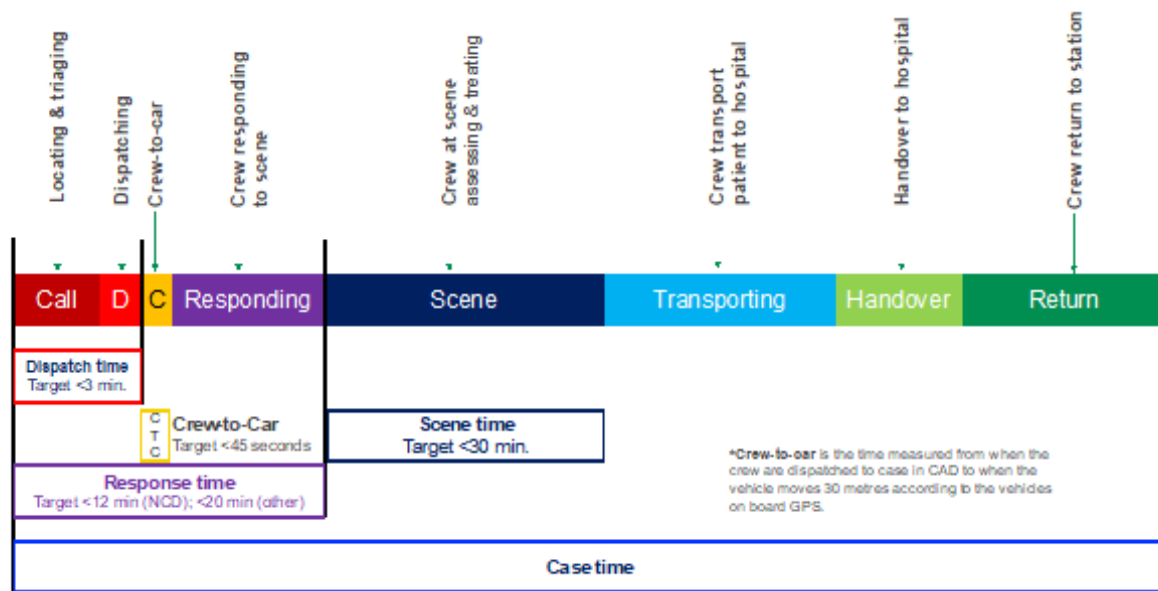 Locating & triaging
Dispatching
Crew-to-car
Crew responding
to scene
Crew at scene
assessing & treating
Crew transport
patient to hospital
Handover to hospital
Crew return to station
Call
D
C
Responding
Scene
Transporting
Handover
Return
Dispatch time
Target <3 min.
C
T
C
Crew-to-Car
Target <45 seconds
Scene time
Target <30 min.
Response time
Target <12 min (NCD); <20 min (other)
*Crew-to-car is the time measured from when the
crew are dispatched to case in CAD to when the
vehicle moves 30 metres according to the vehicles
on board GPS.
Case time